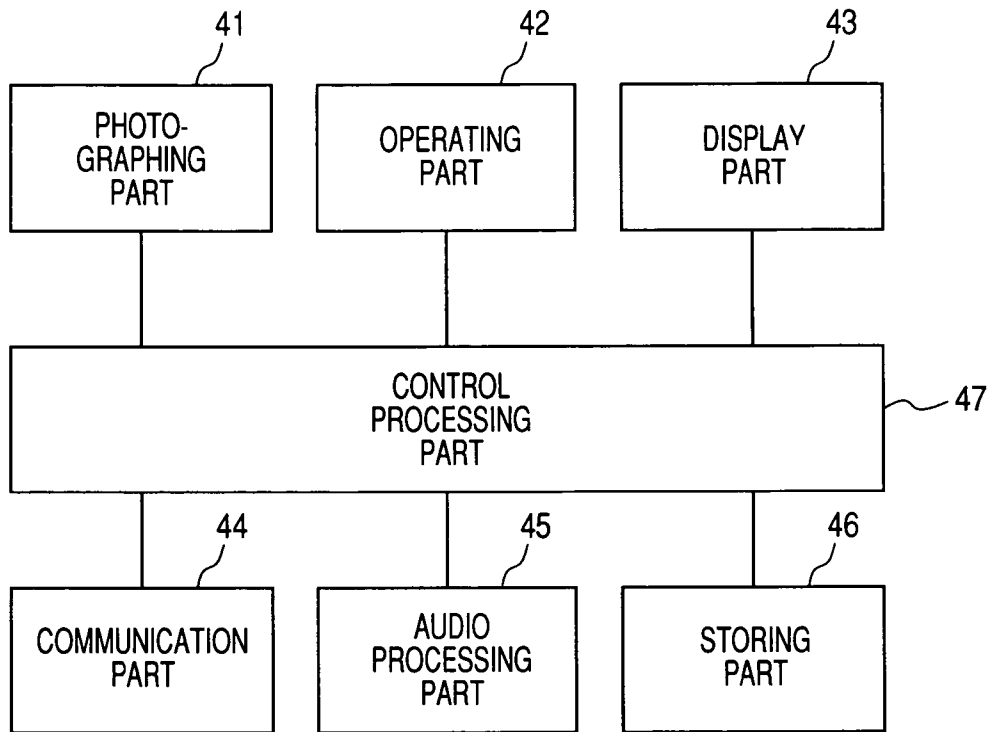 41
42
43
PHOTO-
GRAPHING
PART
OPERATING
PART
DISPLAY
PART
CONTROL
PROCESSING
PART
47
44
45
46
COMMUNICATION
PART
AUDIO
PROCESSING
PART
STORING
PART